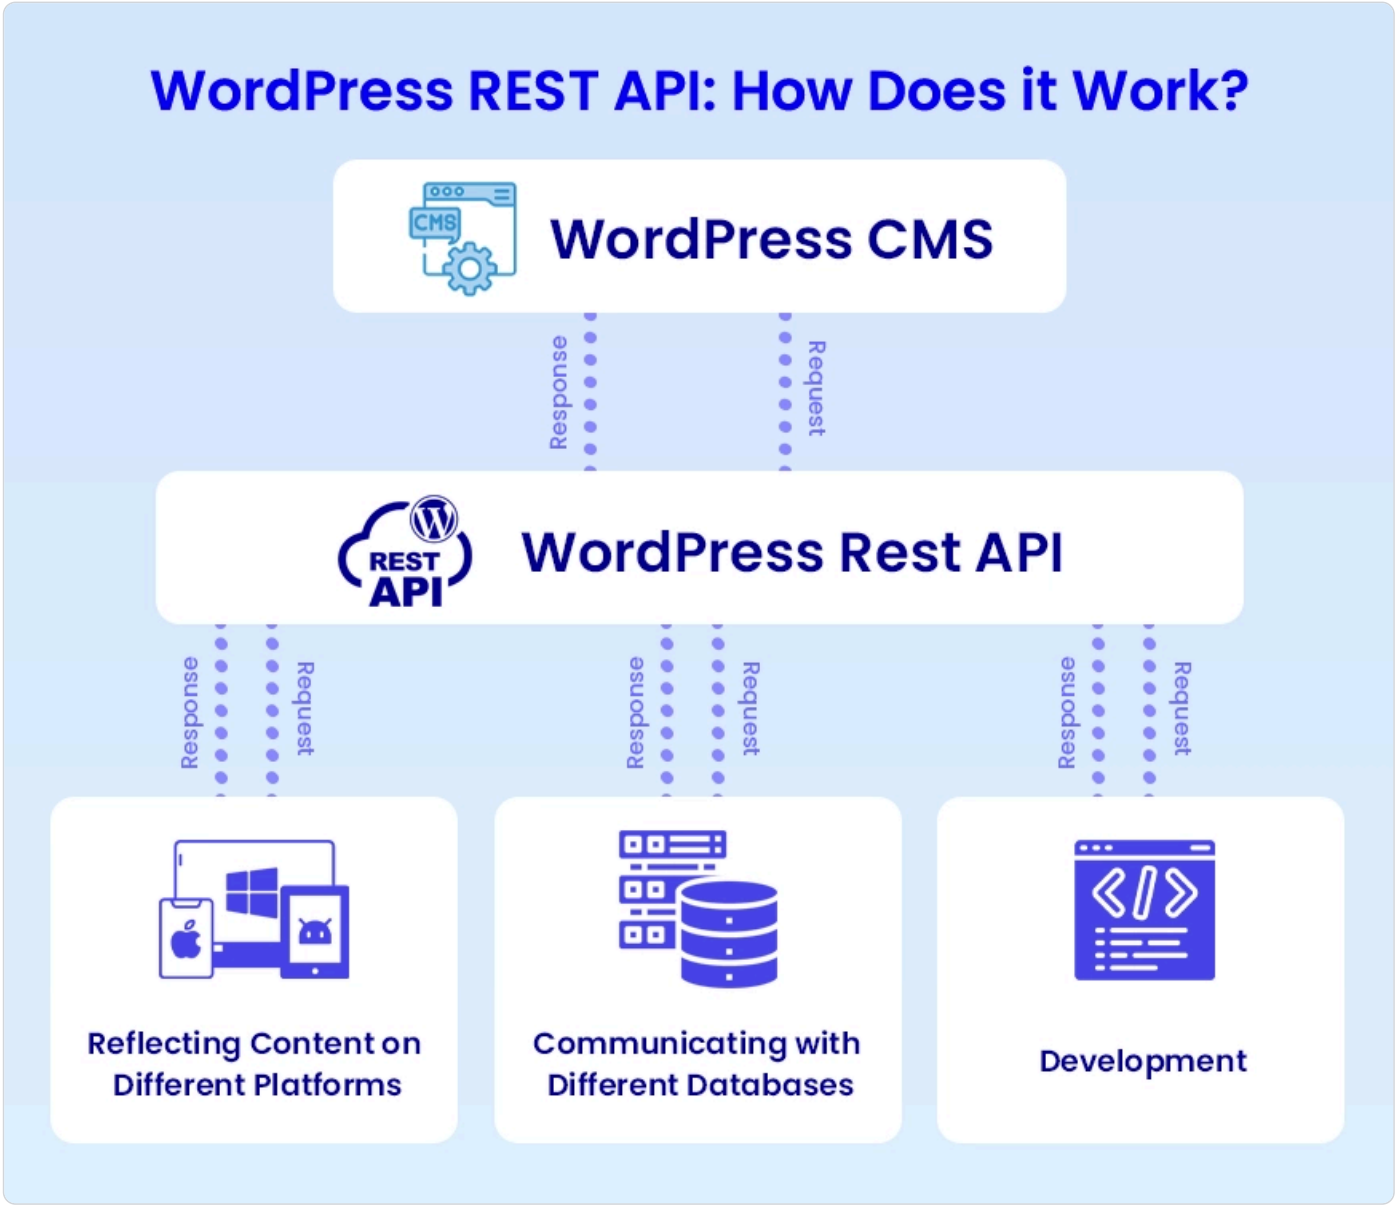 WordPress REST API: How Does it Work?
CMS
WordPress CMS
Response
Request
W
REST
API
WordPress Rest API
Response
Request
Response
Request
Response
Request
Reflecting Content on
Different Platforms
Communicating with
Different Databases
Development